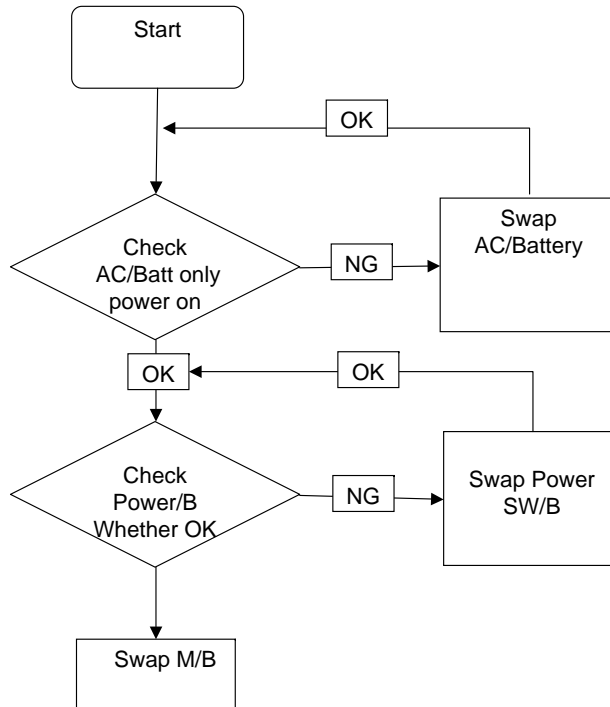 Start
OK
Swap
AC/Battery
Check
AC/Batt only
power on
NG
OK
OK
Check
Power/B
Whether OK
NG
Swap Power
SW/B
Swap M/B